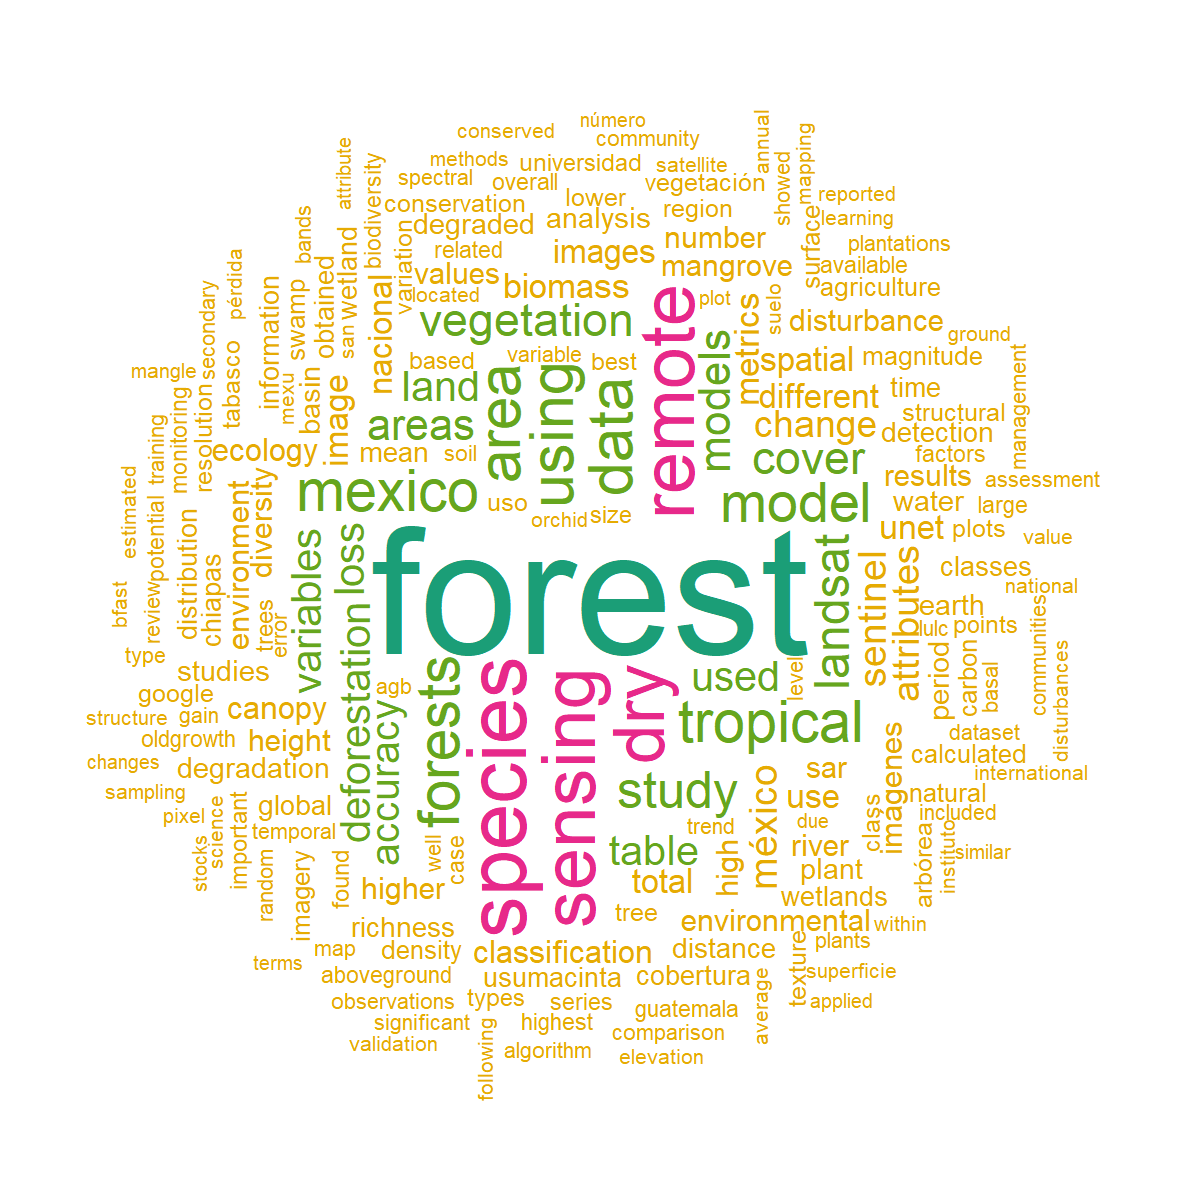 número
conserved
community
annual
attribute
biodiversity
methods
universidad
satellite
showed
mapping
spectral
overall
lower
vegetación
reported
conservation
analysis
region
learning
bands
wetland
variation
degraded
related
images
number
surface
plantations
pérdida
secondary
information
swamp
obtained
san
nacional
values
located
biomass
mangrove
plot
available
suelo
agriculture
vegetation
remote
metrics
disturbance
ground
mangle
tabasco
mexu
basin
image
based
variable
best
models
spatial
magnitude
management
land
area
using
data
different
time
monitoring
resolution
areas
change
structural
training
ecology
mean
soil
cover
detection
factors
estimated
potential
diversity
mexico
uso
orchid
size
model
results
assessment
water
large
bfast
review
distribution
chiapas
environment
trees
error
variables
loss
forest
landsat
unet
plots
value
sentinel
attributes
classes
national
earth
type
studies
deforestation
forests
species
sensing
dry
used
level
lulc
points
communities
google
agb
structure
gain
canopy
tropical
period
carbon
basal
disturbances
oldgrowth
height
accuracy
dataset
changes
degradation
study
méxico
sar
imagenes
calculated
international
sampling
global
use
natural
pixel
science
important
temporal
well
case
table
trend
due
river
class
included
stocks
random
imagery
found
higher
total
high
plant
arborea
instituto
similar
tree
wetlands
richness
environmental
within
map
density
classification
distance
texture
plants
terms
aboveground
usumacinta
cobertura
average
superficie
observations
types
series
guatemala
applied
significant
highest
comparison
validation
following
algorithm
elevation